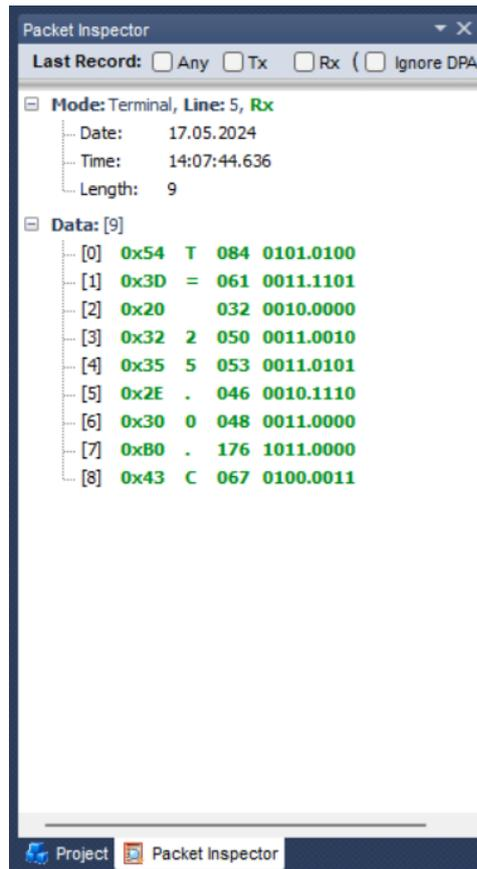 Packet Inspector
Last Record: Any Tx Rx ( Ignore DPA
Mode: Terminal, Line: 5, Rx
Date: 17.05.2024
Time: 14:07:44.636
Length: 9
Data: [9]
[0] 0x54 T 084 0101.0100
[1] 0x3D = 061 0011.1101
[2] 0x20 032 0010.0000
[3] 0x32 2 050 0011.0010
[4] 0x35 5 053 0011.0101
[5] 0x2E . 046 0010.1110
[6] 0x30 0 048 0011.0000
[7] 0xB0 . 176 1011.0000
[8] 0x43 C 067 0100.0011
Project Packet Inspector